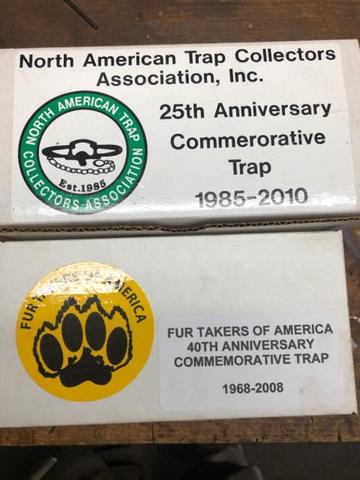 North American Trap Collectors
Association, Inc.
NORTH AMERICAN TRAP
COLLECTORS ASSOCIATION
Est.1985
25th Anniversary
Commerorative
Trap
1985-2010
FUR TAKERS OF AMERICA
FUR TAKERS OF AMERICA
40TH ANNIVERSARY
COMMEMORATIVE TRAP
1968-2008